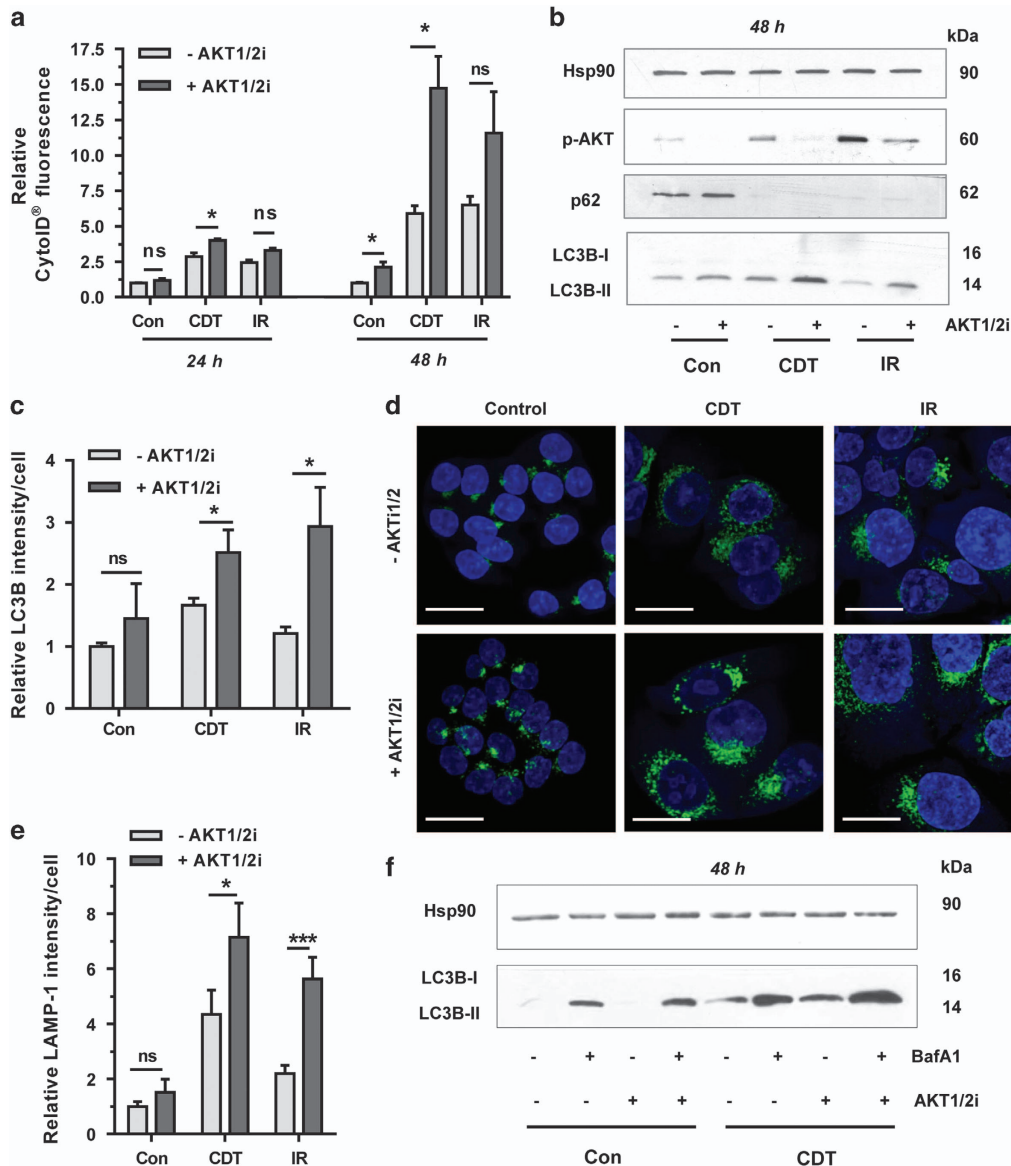 a
- AKT1/2i
+ AKT1/2i
Relative
CytoID® fluorescence
17.5
15.0
12.5
10.0
7.5
5.0
2.5
0.0
ns
*
ns
*
*
ns
Con CDT IR Con CDT IR
24 h 48 h
b
48 h
kDa
Hsp90 90
p-AKT 60
p62 62
LC3B-I 16
LC3B-II 14
- + - + - + AKT1/2i
Con CDT IR
c
- AKT1/2i
+ AKT1/2i
Relative LC3B intensity/cell
4
3
2
1
0
ns
*
*
Con CDT IR
d
Control CDT IR
- AKTi1/2
+ AKT1/2i
e
- AKT1/2i
+ AKT1/2i
Relative LAMP-1 intensity/cell
10
8
6
4
2
0
ns
*
***
Con CDT IR
f
48 h
kDa
Hsp90 90
LC3B-I 16
LC3B-II 14
- + - + - + - + BafA1
- - + + - - + + AKT1/2i
Con CDT